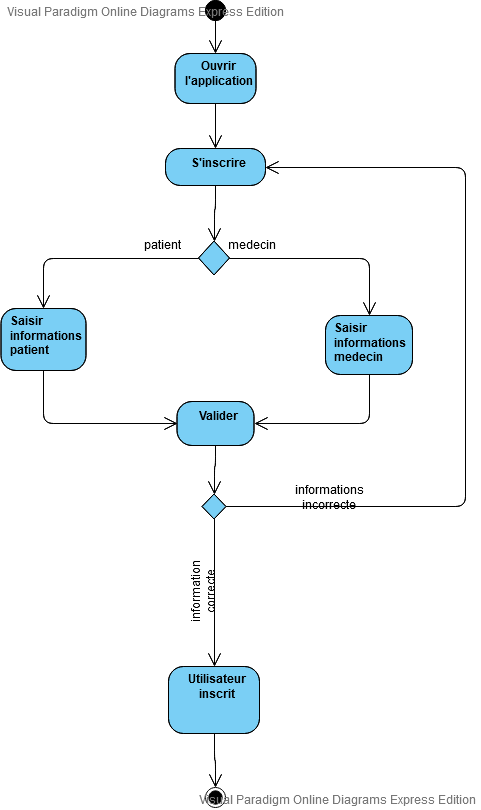 Visual Paradigm Online Diagrams Express Edition
Ouvrir
l'application
S'inscrire
patient
medecin
Saisir
informations
patient
Saisir
informations
medecin
Valider
informations
incorrecte
information
correcte
Utilisateur
inscrit
Visual Paradigm Online Diagrams Express Edition